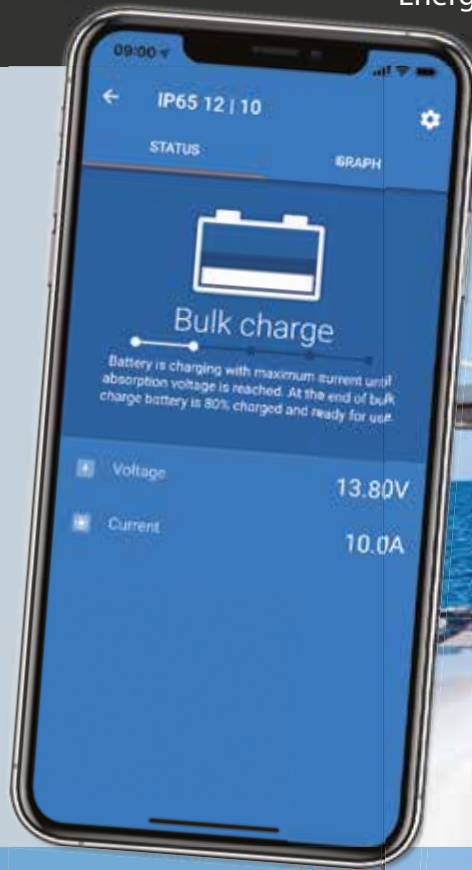 Energ
09:00
IP65 12 | 10
STATUS
GRAPH
Bulk charge
Battery is charging with maximum current until
absorption voltage is reached. At the end of bulk
charge battery is 80% charged and ready for use.
Voltage
13.80V
Current
10.0A